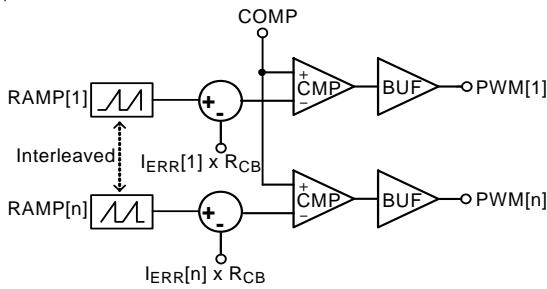 COMP
RAMP[1]
+
-
+
CMP
−
BUF
PWM[1]
Interleaved
IERR[1] x RCB
RAMP[n]
+
-
+
CMP
−
BUF
PWM[n]
IERR[n] x RCB